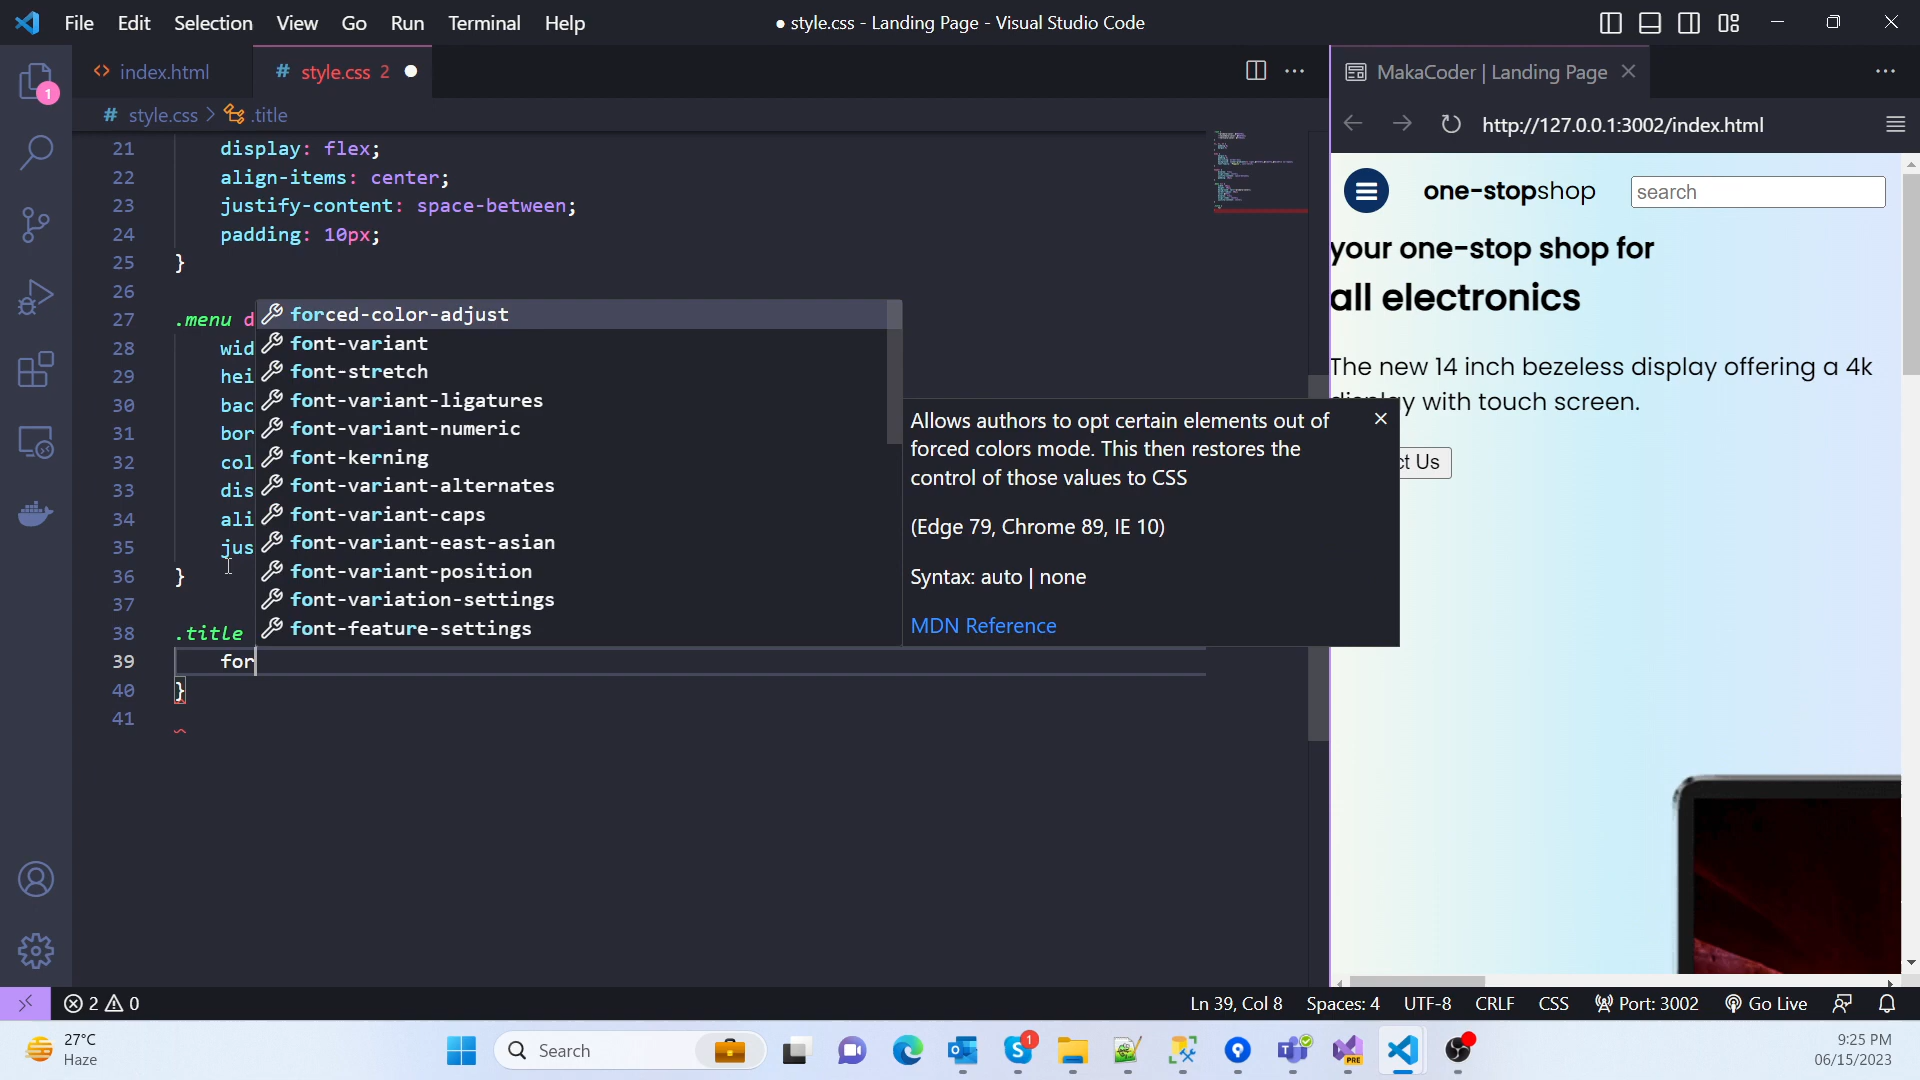 File Edit Selection View Go Run Terminal Help
● style.css - Landing Page - Visual Studio Code
index.html
# style.css 2 ●
MakaCoder | Landing Page
# style.css > .title
http://127.0.0.1:3002/index.html
21 display: flex;
22 align-items: center;
23 justify-content: space-between;
24 padding: 10px;
25 }
26
27 .menu d
28 wid
29 hei
30 bac
31 bor
32 col
33 dis
34 ali
35 jus
36 }
37
38 .title
39 for
40 }
41
forced-color-adjust
font-variant
font-stretch
font-variant-ligatures
font-variant-numeric
font-kerning
font-variant-alternates
font-variant-caps
font-variant-east-asian
font-variant-position
font-variation-settings
font-feature-settings
Allows authors to opt certain elements out of
forced colors mode. This then restores the
control of those values to CSS
(Edge 79, Chrome 89, IE 10)
Syntax: auto | none
MDN Reference
one-stopshop
search
your one-stop shop for
all electronics
The new 14 inch bezeless display offering a 4k
display with touch screen.
ct Us
1
2 0
Ln 39, Col 8 Spaces: 4 UTF-8 CRLF CSS Port: 3002 Go Live
27°C
Haze
Search
1
PRE
9:25 PM
06/15/2023